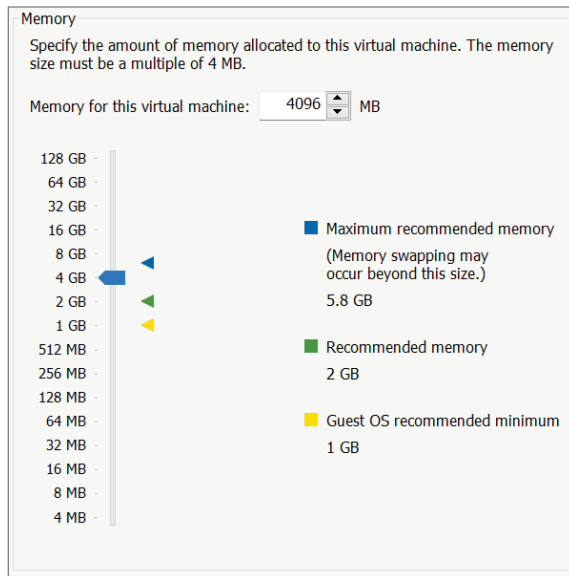 Memory
Specify the amount of memory allocated to this virtual machine. The memory
size must be a multiple of 4 MB.
Memory for this virtual machine: 4096 MB
128 GB
64 GB
32 GB
16 GB
8 GB
4 GB
2 GB
1 GB
512 MB
256 MB
128 MB
64 MB
32 MB
16 MB
8 MB
4 MB
Maximum recommended memory
(Memory swapping may
occur beyond this size.)
5.8 GB
Recommended memory
2 GB
Guest OS recommended minimum
1 GB